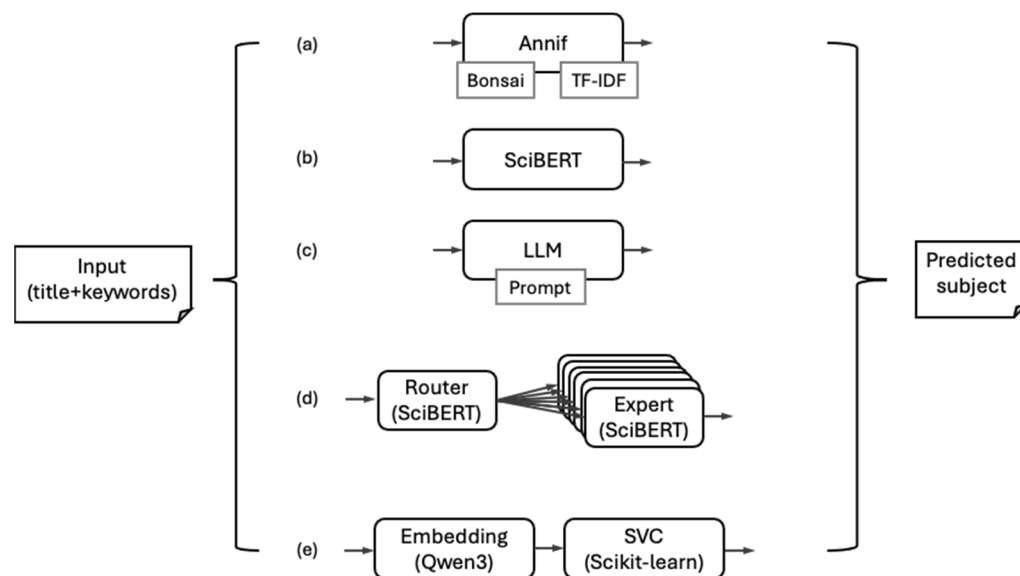 (a)
Annif
Bonsai
TF-IDF
(b)
SciBERT
(c)
LLM
Prompt
Input
(title+keywords)
Predicted
subject
(d)
Router
(SciBERT)
Expert
(SciBERT)
(e)
Embedding
(Qwen3)
SVC
(Scikit-learn)